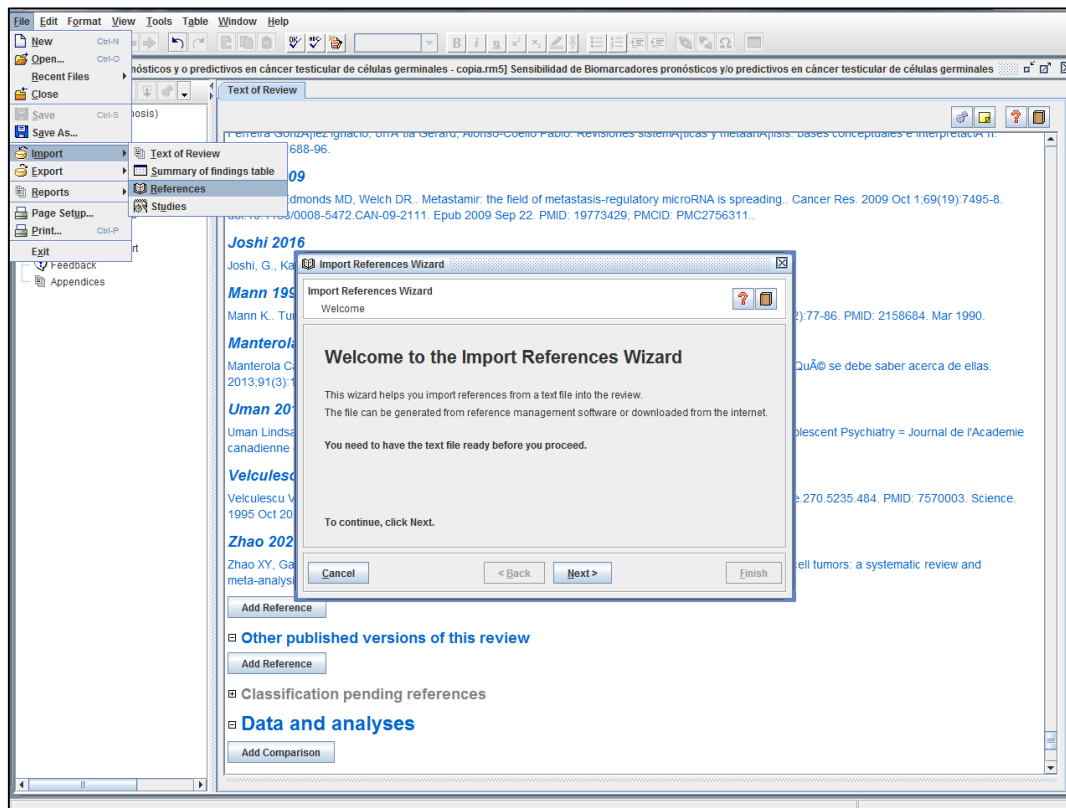 File Edit Format View Tools Table Window Help
New Ctrl-N
Open... Ctrl-O
Recent Files
Close
Save Ctrl-S
Save As...
Import
Export
Reports
Page Setup...
Print... Ctrl-P
Exit
Text of Review
Summary of findings table
References
Studies
nósticos y o predictivos en cáncer testicular de células germinales - copia.rm5] Sensibilidad de Biomarcadores pronósticos y/o predictivos en cáncer testicular de células germinales
nosis)
rt
Feedback
Appendices
Text of Review
688-96.
09
Edmonds MD, Welch DR.. Metastamir: the field of metastasis-regulatory microRNA is spreading.. Cancer Res. 2009 Oct 1;69(19):7495-8.
/0008-5472.CAN-09-2111. Epub 2009 Sep 22. PMID: 19773429; PMCID: PMC2756311..
Joshi 2016
Joshi, G., Ka
Mann 199
Mann K.. Tu
2):77-86. PMID: 2158684. Mar 1990.
Manterola
Manterola Ca
QuÃ© se debe saber acerca de ellas.
2013;91(3):1
Uman 20
Uman Lindsa
olescent Psychiatry = Journal de l'Academie
canadienne
Velculesc
Velculescu V
e.270.5235.484. PMID: 7570003. Science.
1995 Oct 20
Zhao 202
Zhao XY, Ga
cell tumors: a systematic review and
meta-analysi
Add Reference
Other published versions of this review
Add Reference
Classification pending references
Data and analyses
Add Comparison
Import References Wizard
Import References Wizard
Welcome
Welcome to the Import References Wizard
This wizard helps you import references from a text file into the review.
The file can be generated from reference management software or downloaded from the internet.
You need to have the text file ready before you proceed.
To continue, click Next.
Cancel < Back Next > Finish